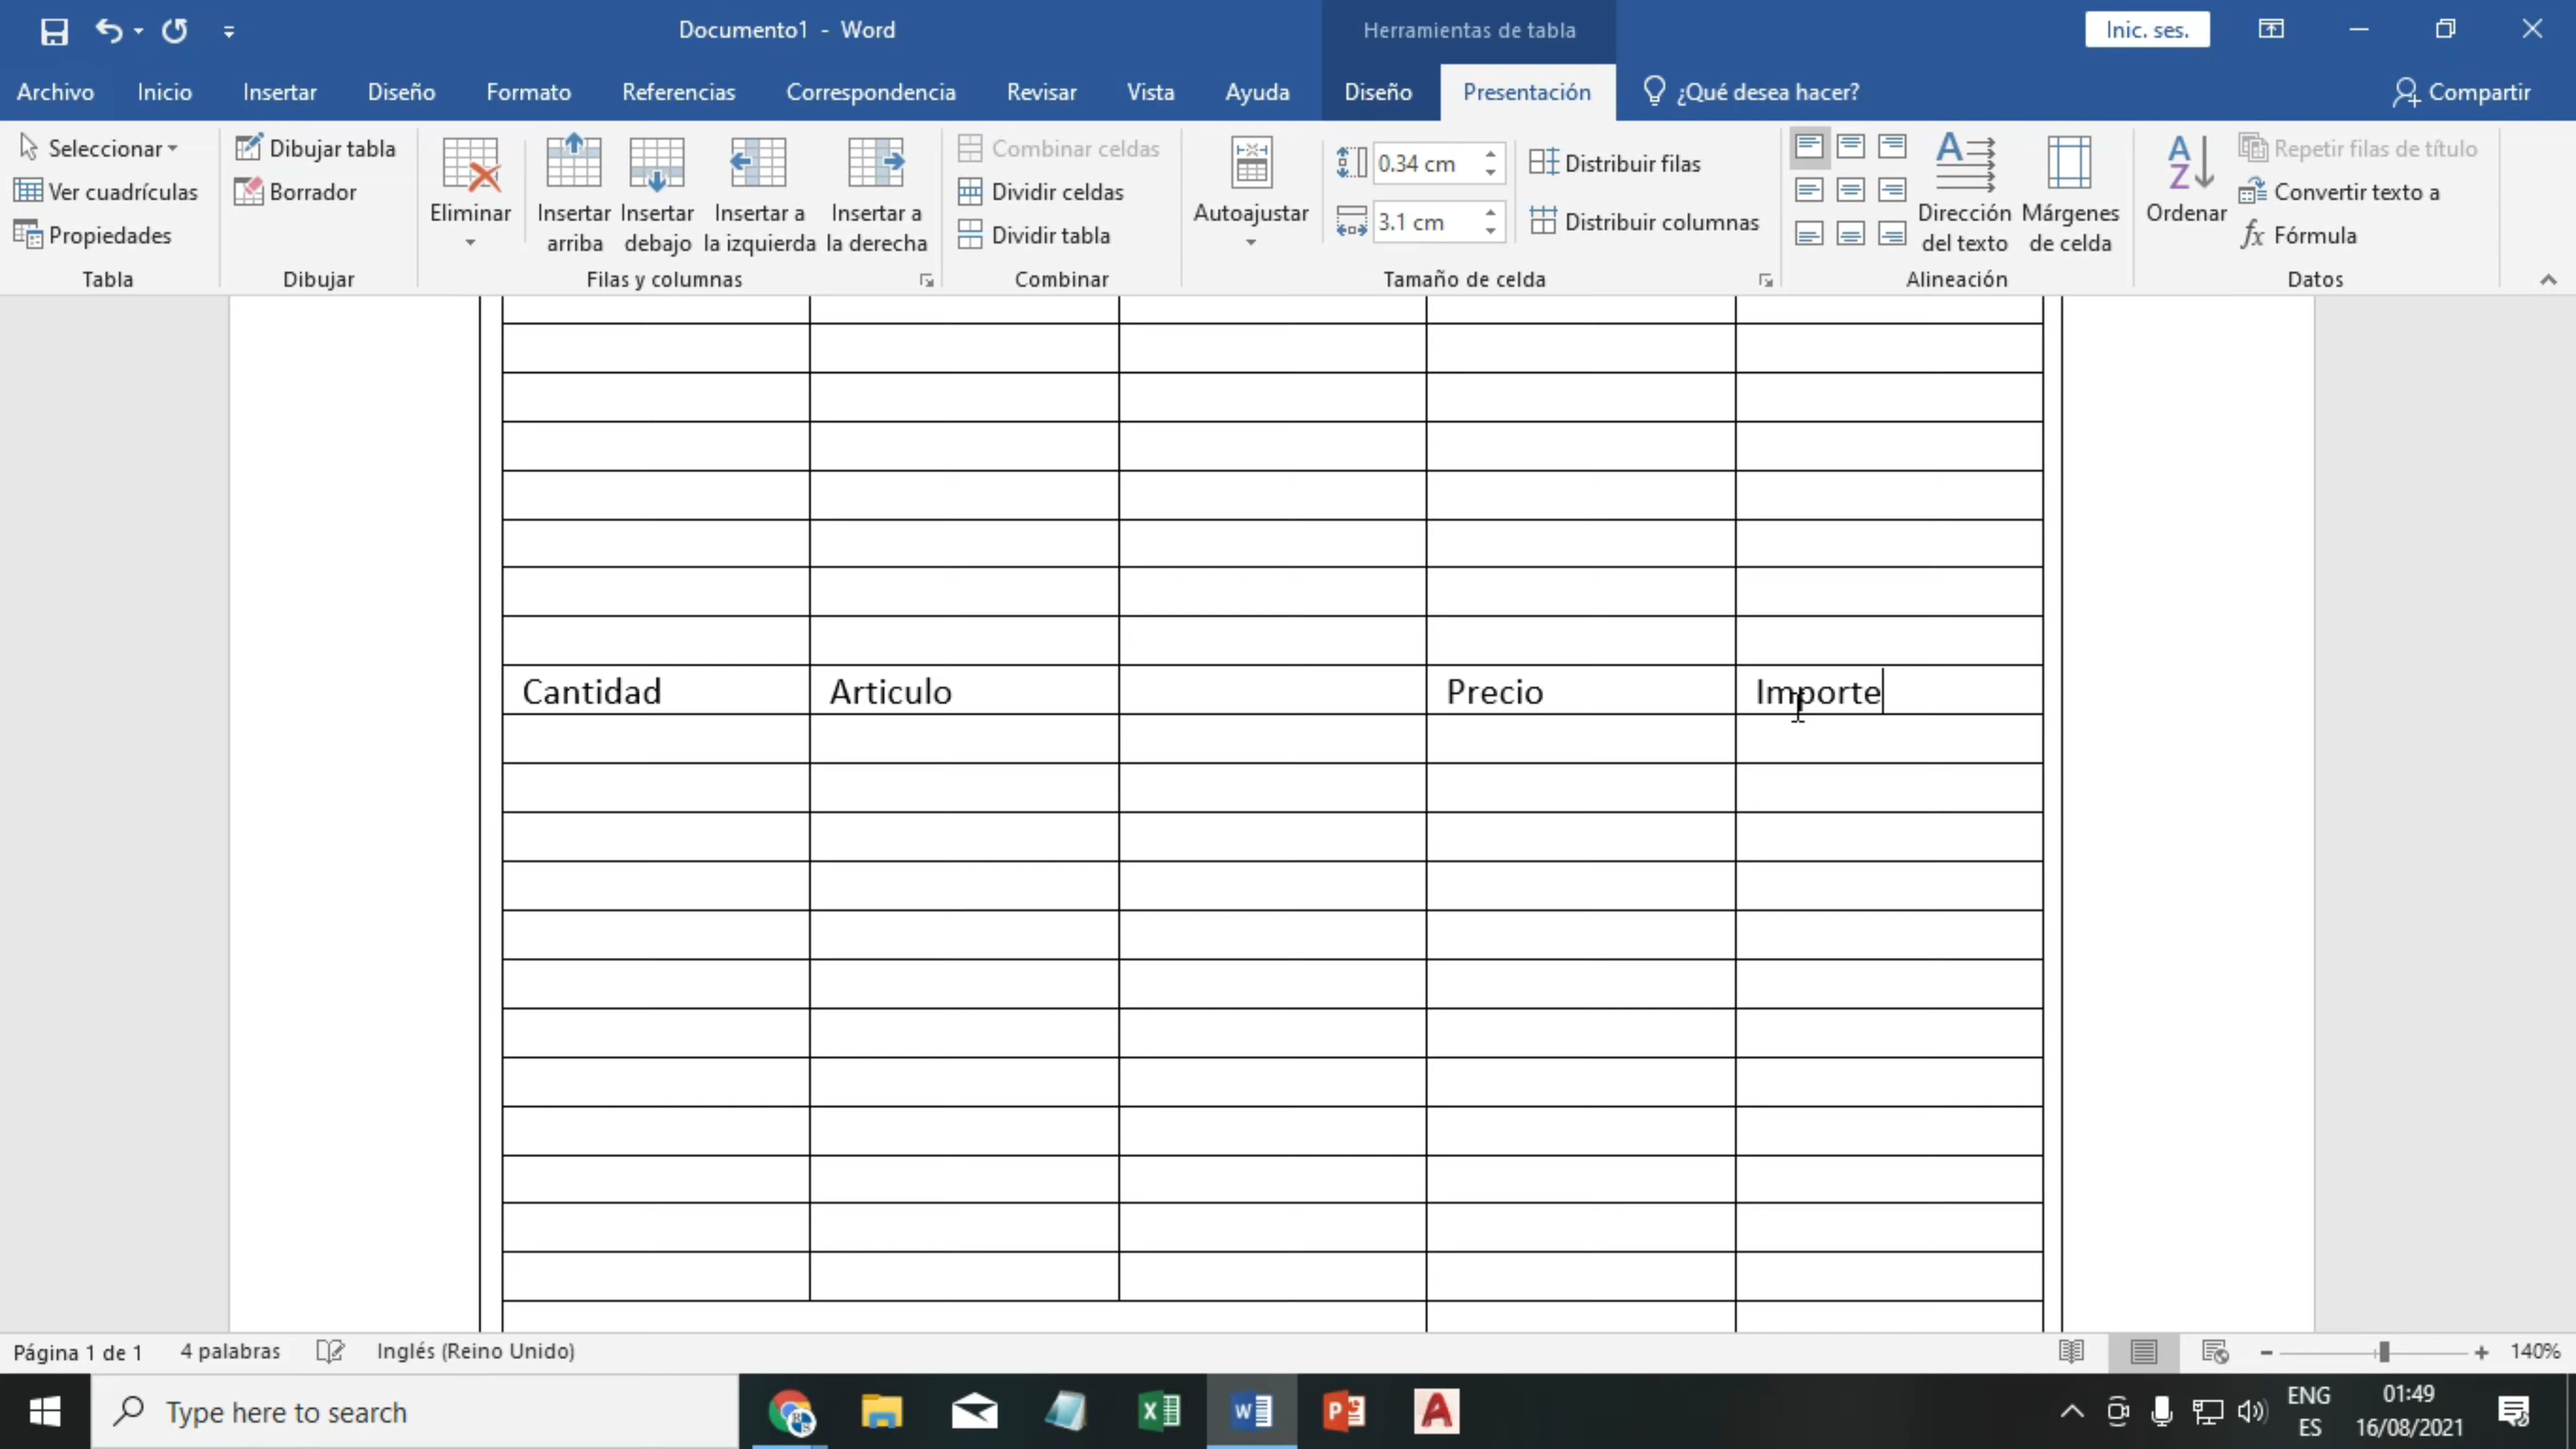 Documento1 - Word
Herramientas de tabla
Inic. ses.
Archivo Inicio Insertar Diseño Formato Referencias Correspondencia Revisar Vista Ayuda Diseño Presentación ¿Qué desea hacer? Compartir
Seleccionar
Ver cuadrículas
Propiedades
Tabla
Dibujar tabla
Borrador
Dibujar
Eliminar
Insertar arriba
Insertar debajo
Insertar a la izquierda
Insertar a la derecha
Filas y columnas
Combinar celdas
Dividir celdas
Dividir tabla
Combinar
Autoajustar
0.34 cm
3.1 cm
Distribuir filas
Distribuir columnas
Tamaño de celda
Dirección del texto
Márgenes de celda
Alineación
Ordenar
Repetir filas de título
Convertir texto a
Fórmula
Datos
Cantidad Articulo Precio Importe
Página 1 de 1 4 palabras Inglés (Reino Unido) 140%
Type here to search
ENG
ES
01:49
16/08/2021